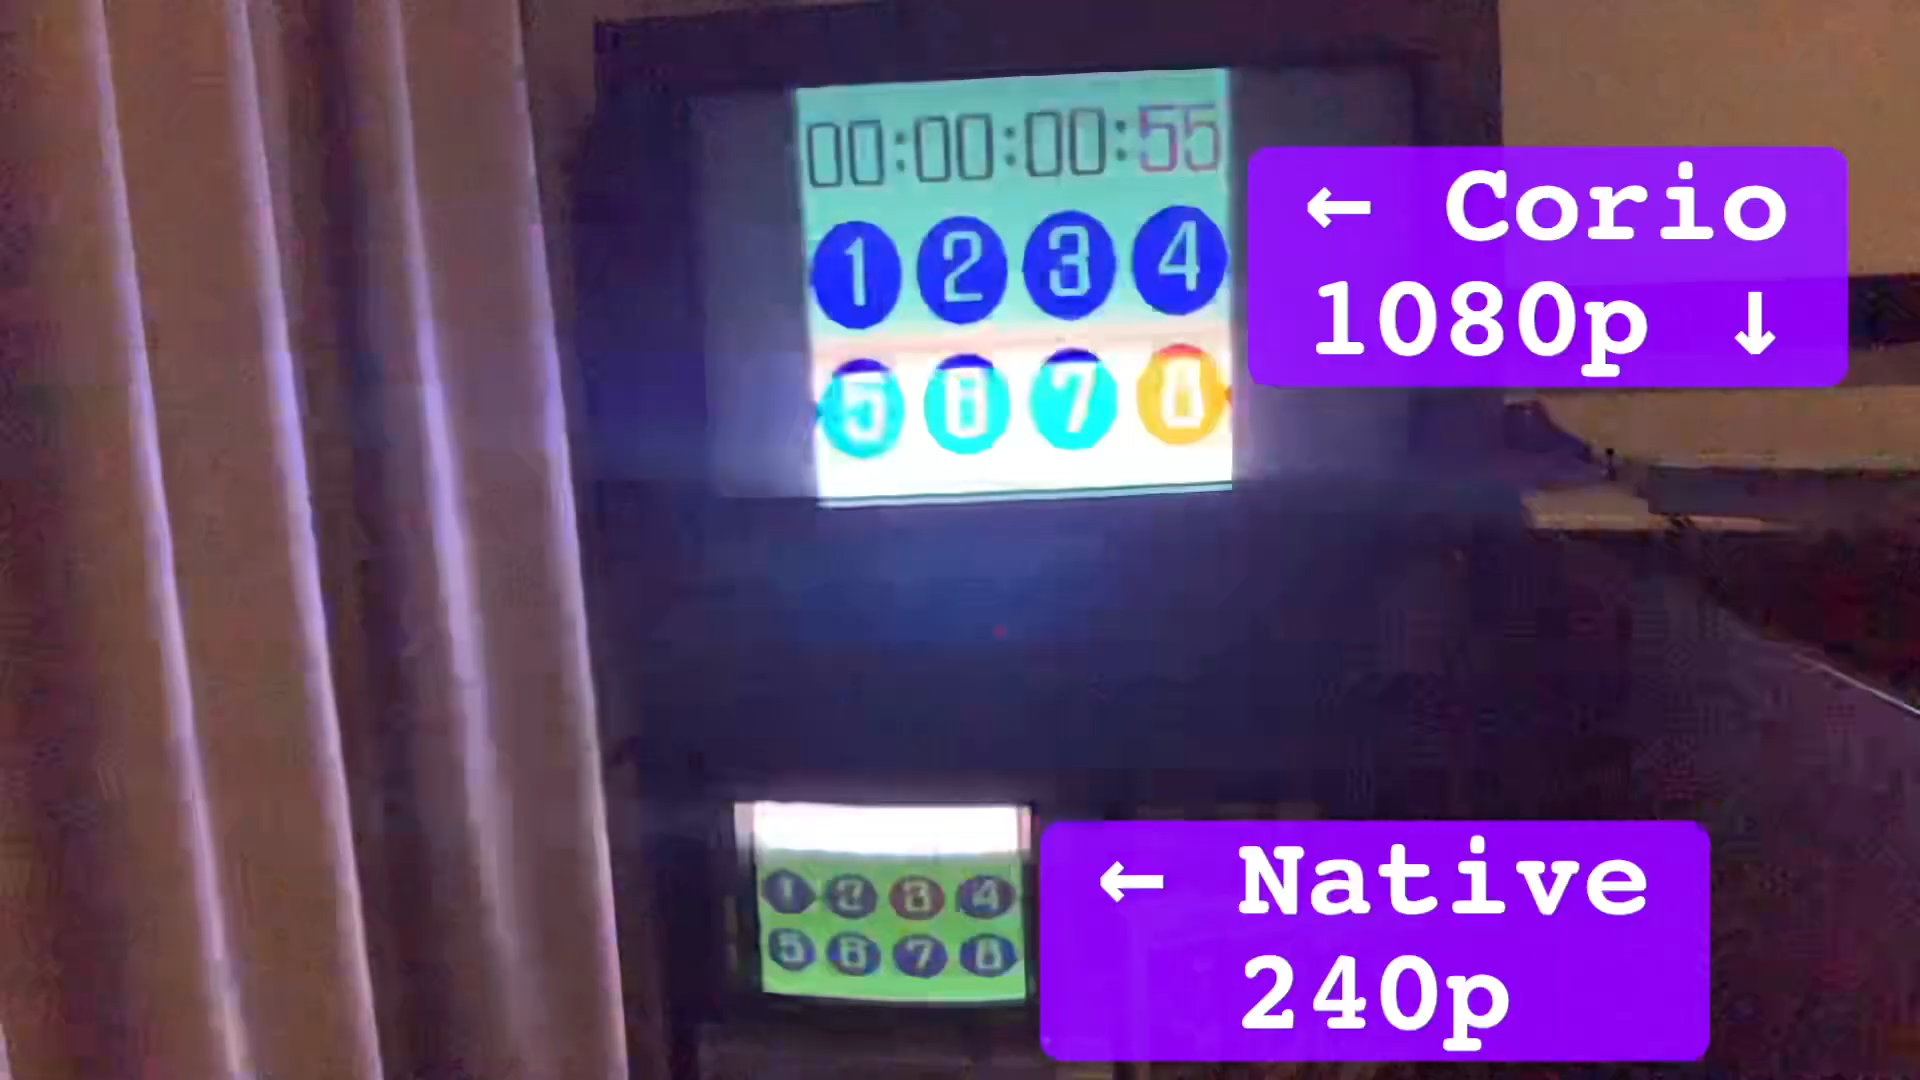 00:00:00:55
1 2 3 4
5 6 7 8
← Corio
1080p ↓
1 2 3 4
5 6 7 8
← Native
240p